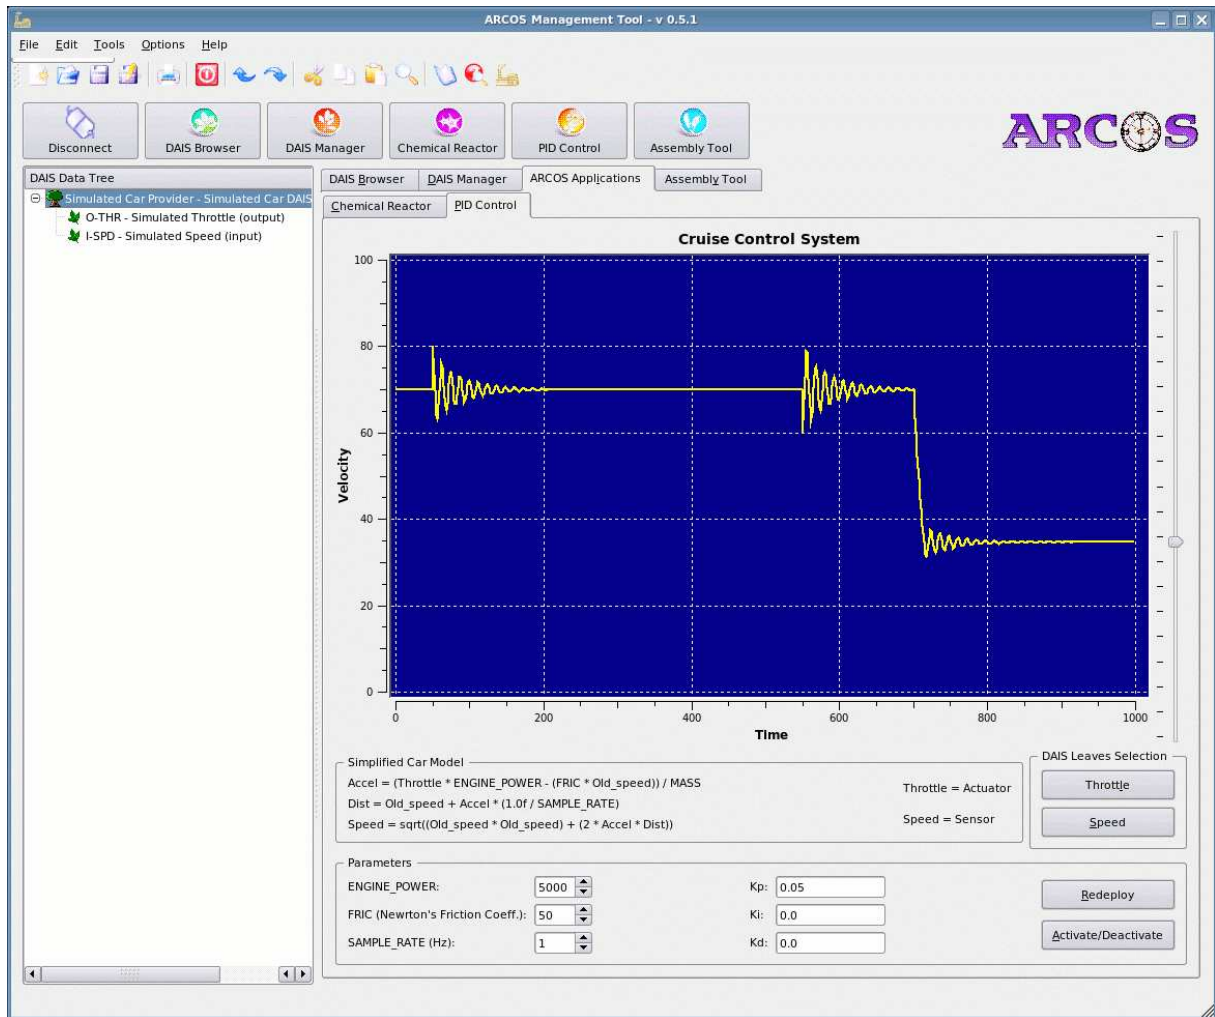 ARCOS Management Tool - v 0.5.1
File Edit Tools Options Help
Disconnect DAIS Browser DAIS Manager Chemical Reactor PID Control Assembly Tool
ARCOS
DAIS Data Tree
Simulated Car Provider - Simulated Car DAIS
O-THR - Simulated Throttle (output)
I-SPD - Simulated Speed (input)
DAIS Browser DAIS Manager ARCOS Applications Assembly Tool
Chemical Reactor PID Control
Cruise Control System
100
80
60
40
20
0
Velocity
0 200 400 600 800 1000
Time
Simplified Car Model
Accel = (Throttle * ENGINE_POWER - (FRIC * Old_speed)) / MASS
Dist = Old_speed + Accel * (1.0f / SAMPLE_RATE)
Speed = sqrt((Old_speed * Old_speed) + (2 * Accel * Dist))
Throttle = Actuator
Speed = Sensor
DAIS Leaves Selection
Throttle
Speed
Parameters
ENGINE_POWER: 5000 Kp: 0.05
FRIC (Newrton's Friction Coeff.): 50 Ki: 0.0
SAMPLE_RATE (Hz): 1 Kd: 0.0
Redeploy
Activate/Deactivate